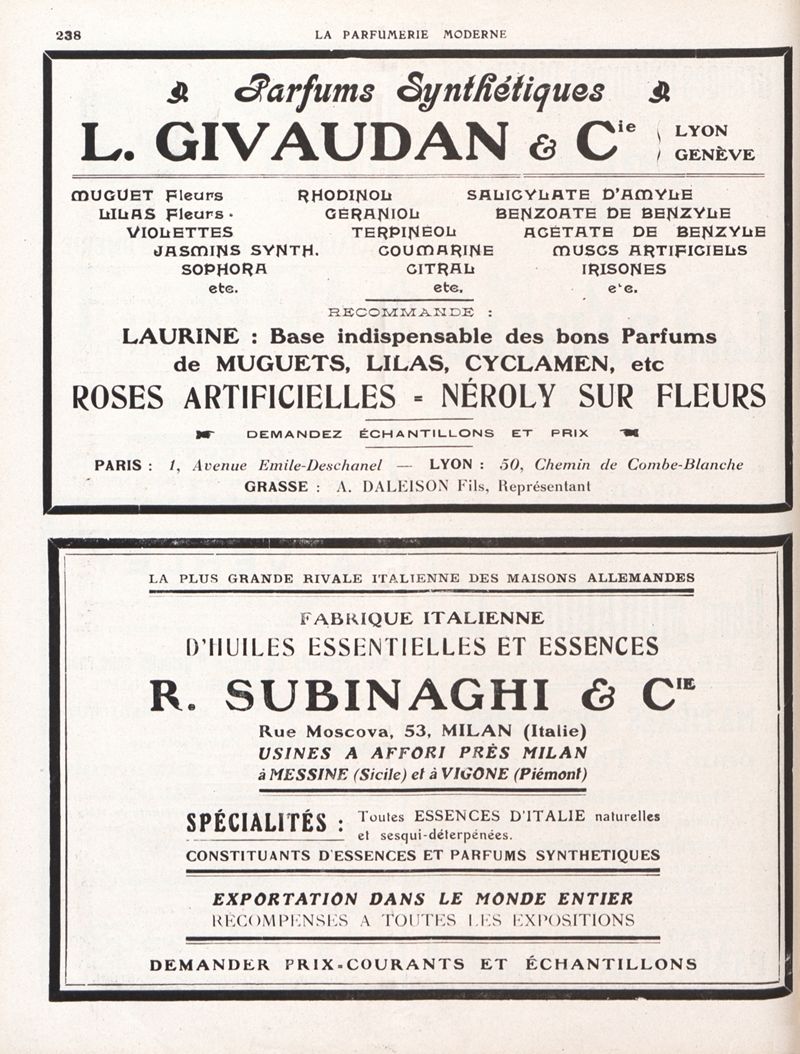 238
LA PARFUMERIE MODERNE
Parfums Synthétiques
L. GIVAUDAN & Cie LYON
GENÈVE
MUGUET Fleurs RHODINOL SALICYLATE D'AMYLE
LILAS Fleurs. GÉRANIOL BENZOATE DE BENZYLE
VIOLETTES TERPINÉOL ACÉTATE DE BENZYLE
JASMINS SYNTH. COUMARINE MUSCS ARTIFICIELS
SOPHORA CITRAL IRISONES
etc. etc. etc.
RECOMMANDE :
LAURINE : Base indispensable des bons Parfums
de MUGUETS, LILAS, CYCLAMEN, etc
ROSES ARTIFICIELLES = NÉROLY SUR FLEURS
DEMANDEZ ÉCHANTILLONS ET PRIX
PARIS : 1, Avenue Emile-Deschanel — LYON : 50, Chemin de Combe-Blanche
GRASSE : A. DALEISON Fils, Représentant
LA PLUS GRANDE RIVALE ITALIENNE DES MAISONS ALLEMANDES
FABRIQUE ITALIENNE
D'HUILES ESSENTIELLES ET ESSENCES
R. SUBINAGHI & CIE
Rue Moscova, 53, MILAN (Italie)
USINES A AFFORI PRÈS MILAN
à MESSINE (Sicile) et à VIGONE (Piémont)
SPÉCIALITÉS : Toutes ESSENCES D'ITALIE naturelles
et sesqui-déterpénées.
CONSTITUANTS D'ESSENCES ET PARFUMS SYNTHETIQUES
EXPORTATION DANS LE MONDE ENTIER
RÉCOMPENSES A TOUTES LES EXPOSITIONS
DEMANDER PRIX=COURANTS ET ÉCHANTILLONS